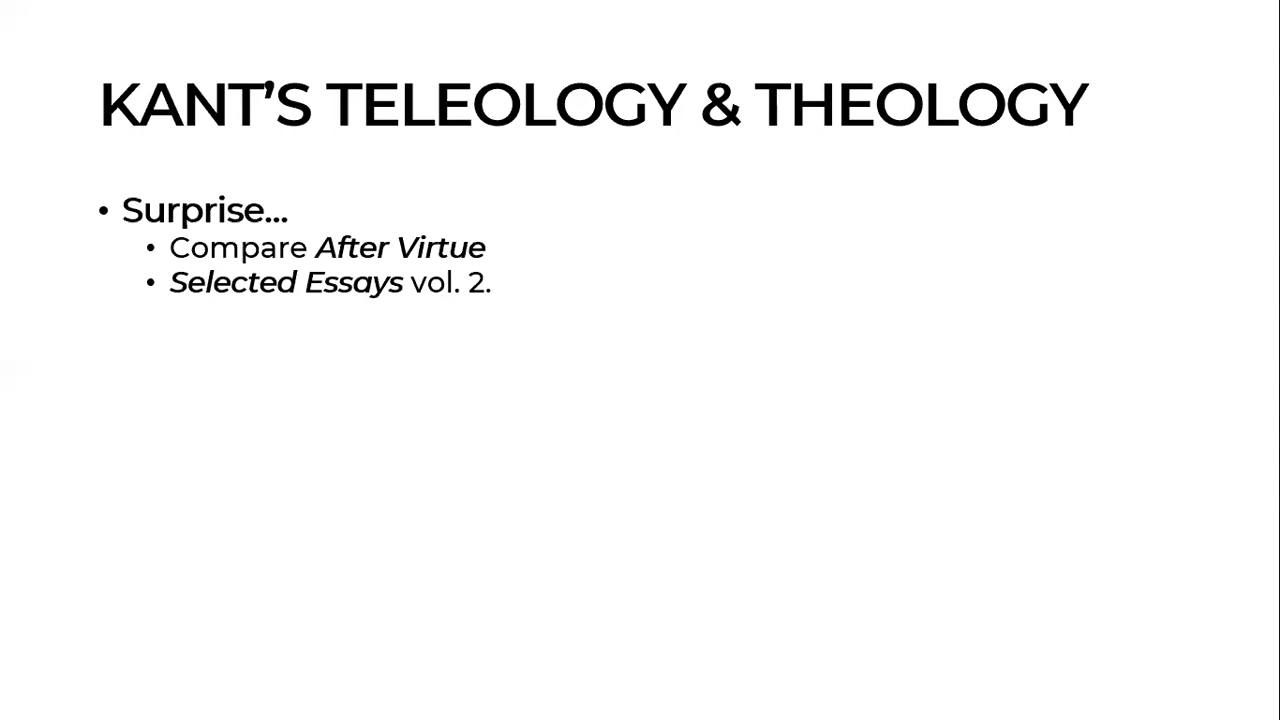 KANT’S TELEOLOGY & THEOLOGY
• Surprise...
• Compare After Virtue
• Selected Essays vol. 2.